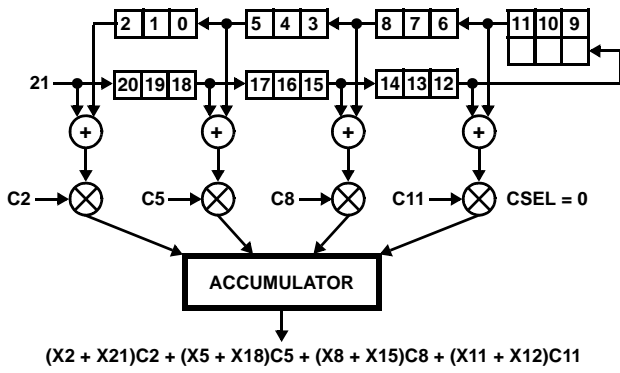 2 1 0 5 4 3 8 7 6 11 10 9
21 20 19 18 17 16 15 14 13 12
+ + + +
C2 C5 C8 C11 CSEL = 0
ACCUMULATOR
(X2 + X21)C2 + (X5 + X18)C5 + (X8 + X15)C8 + (X11 + X12)C11